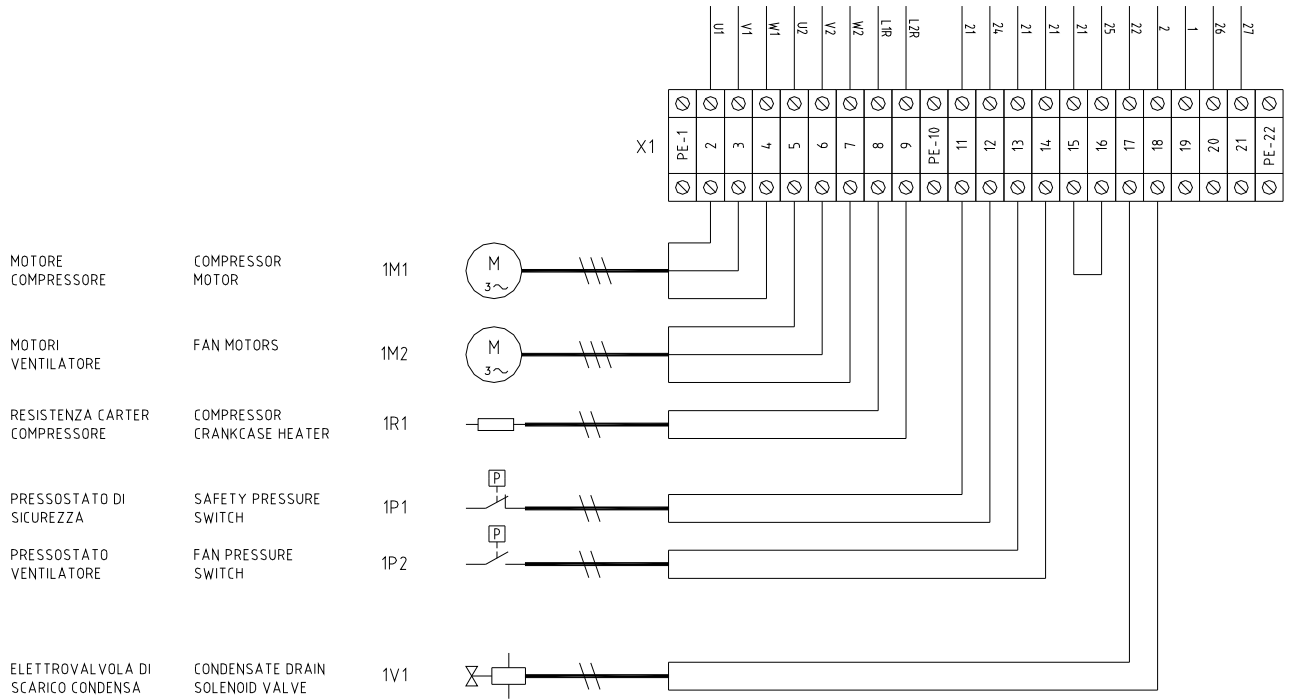 U1 V1 W1 U2 V2 W2 L1R L2R 21 24 21 21 21 25 22 2 1 26 27
X1 PE-1 2 3 4 5 6 7 8 9 PE-10 11 12 13 14 15 16 17 18 19 20 21 PE-22
MOTORE COMPRESSOR 1M1 M
COMPRESSORE MOTOR 3~
MOTORI FAN MOTORS 1M2 M
VENTILATORE 3~
RESISTENZA CARTER COMPRESSOR 1R1
COMPRESSORE CRANKCASE HEATER
P
PRESSOSTATO DI SAFETY PRESSURE 1P1
SICUREZZA SWITCH
P
PRESSOSTATO FAN PRESSURE 1P2
VENTILATORE SWITCH
ELETTROVALVOLA DI CONDENSATE DRAIN 1V1
SCARICO CONDENSA SOLENOID VALVE